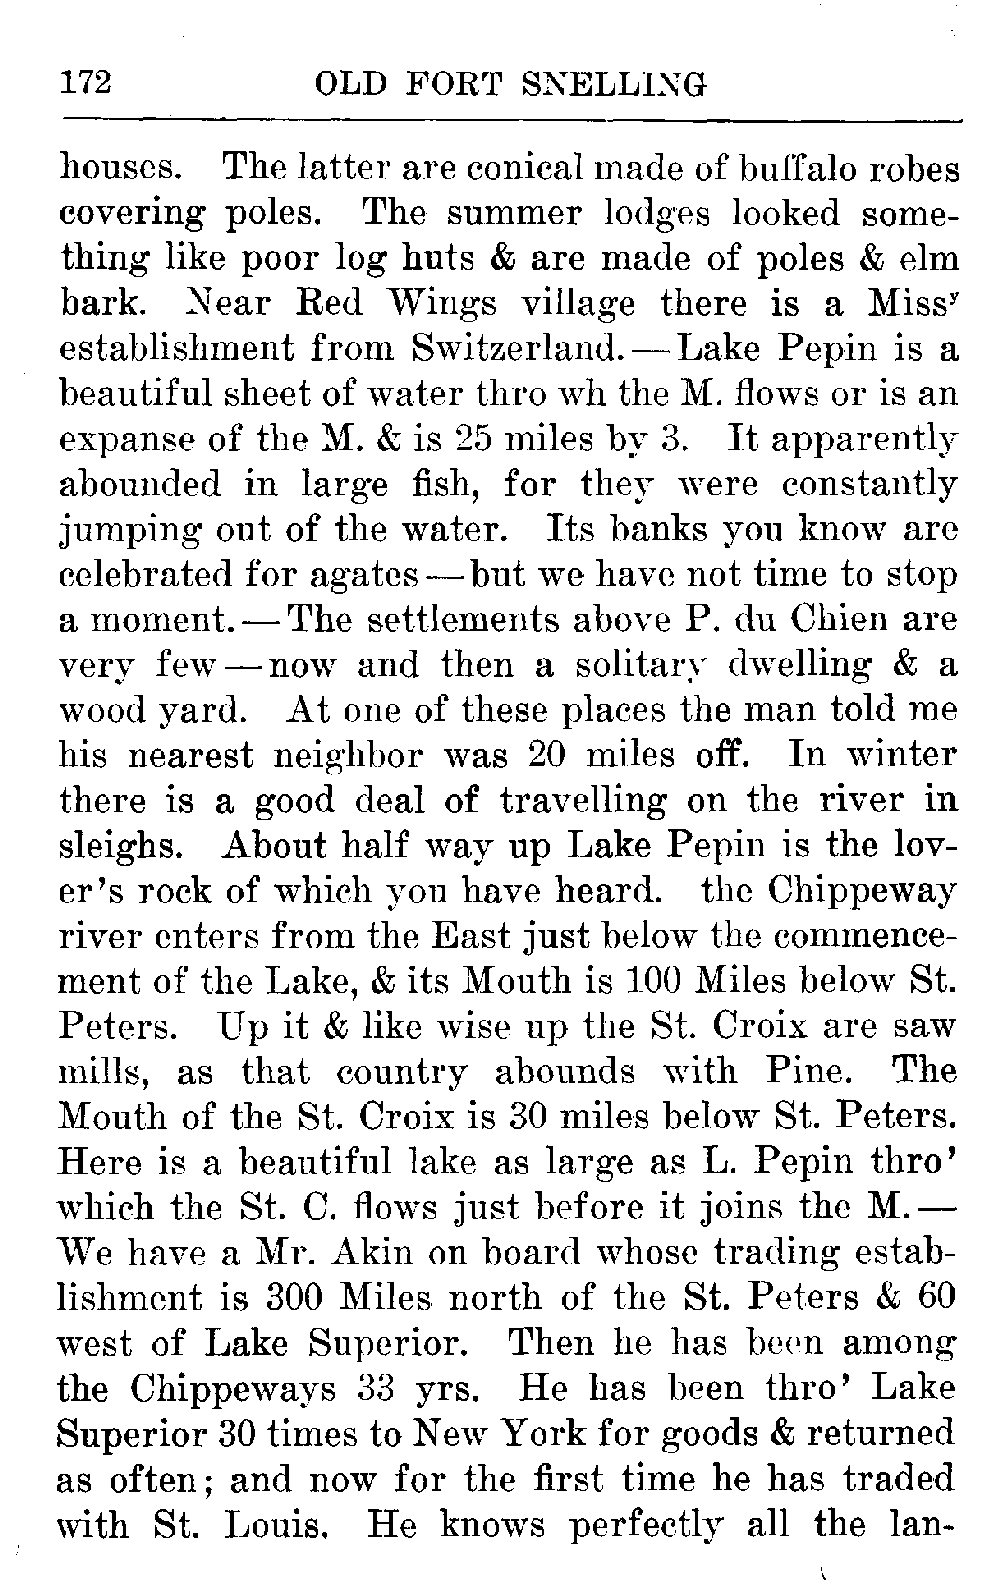 172 OLD FORT SNELLING
houses. The latter are conical made of buffalo robes
covering poles. The summer lodges looked some-
thing like poor log huts & are made of poles & elm
bark. Near Red Wings village there is a Missʸ
establishment from Switzerland.—Lake Pepin is a
beautiful sheet of water thro wh the M. flows or is an
expanse of the M. & is 25 miles by 3. It apparently
abounded in large fish, for they were constantly
jumping out of the water. Its banks you know are
celebrated for agates—but we have not time to stop
a moment.—The settlements above P. du Chien are
very few—now and then a solitary dwelling & a
wood yard. At one of these places the man told me
his nearest neighbor was 20 miles off. In winter
there is a good deal of travelling on the river in
sleighs. About half way up Lake Pepin is the lov-
er's rock of which you have heard. the Chippeway
river enters from the East just below the commence-
ment of the Lake, & its Mouth is 100 Miles below St.
Peters. Up it & like wise up the St. Croix are saw
mills, as that country abounds with Pine. The
Mouth of the St. Croix is 30 miles below St. Peters.
Here is a beautiful lake as large as L. Pepin thro'
which the St. C. flows just before it joins the M.—
We have a Mr. Akin on board whose trading estab-
lishment is 300 Miles north of the St. Peters & 60
west of Lake Superior. Then he has been among
the Chippeways 33 yrs. He has been thro' Lake
Superior 30 times to New York for goods & returned
as often; and now for the first time he has traded
with St. Louis. He knows perfectly all the lan-